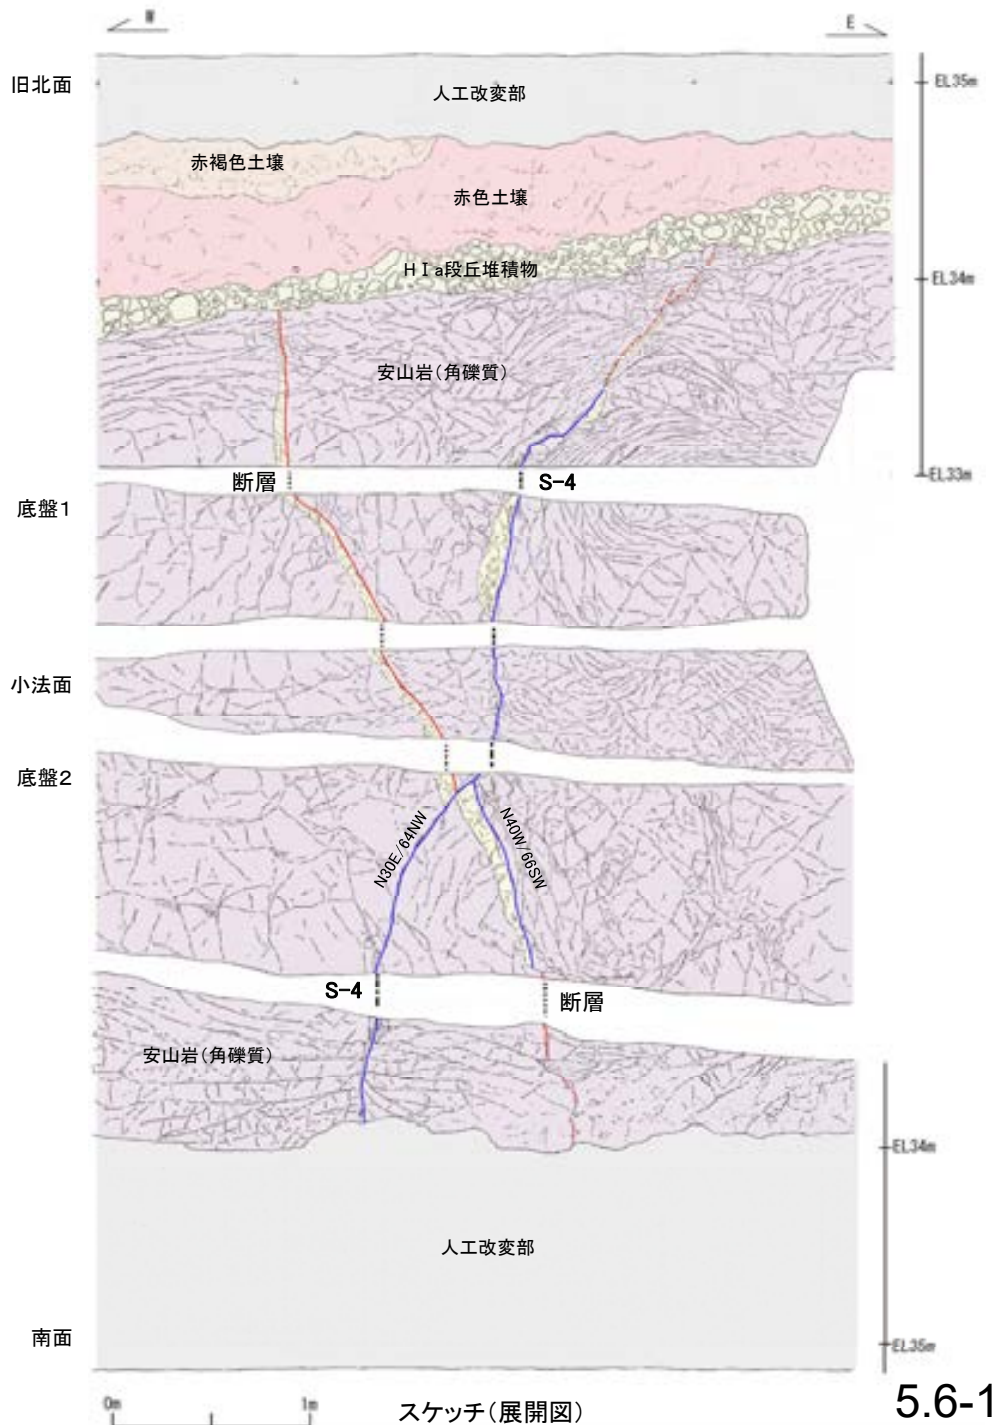 W
E
旧北面
EL35m
人工改変部
赤褐色土壌
赤色土壌
HⅠa段丘堆積物
EL34m
安山岩(角礫質)
断層
S-4
EL33m
底盤1
小法面
底盤2
N30E/64NW
N40W/66SW
S-4
断層
安山岩(角礫質)
EL34m
人工改変部
南面
EL35m
0m
1m
スケッチ(展開図)
5.6-1